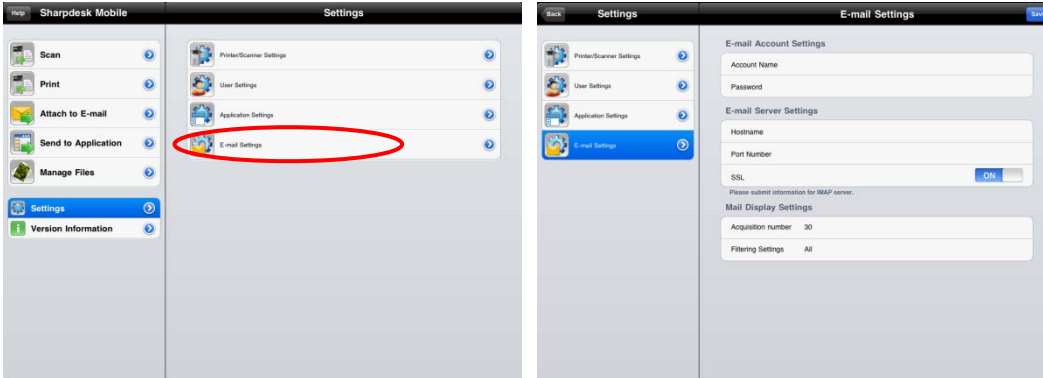 Help Sharpdesk Mobile Settings
Scan
Print
Attach to E-mail
Send to Application
Manage Files
Settings
Version Information
Printer/Scanner Settings
User Settings
Application Settings
E-mail Settings
Back Settings E-mail Settings Save
Printer/Scanner Settings
User Settings
Application Settings
E-mail Settings
E-mail Account Settings
Account Name
Password
E-mail Server Settings
Hostname
Port Number
SSL ON
Please submit information for IMAP server.
Mail Display Settings
Acquisition number 30
Filtering Settings All